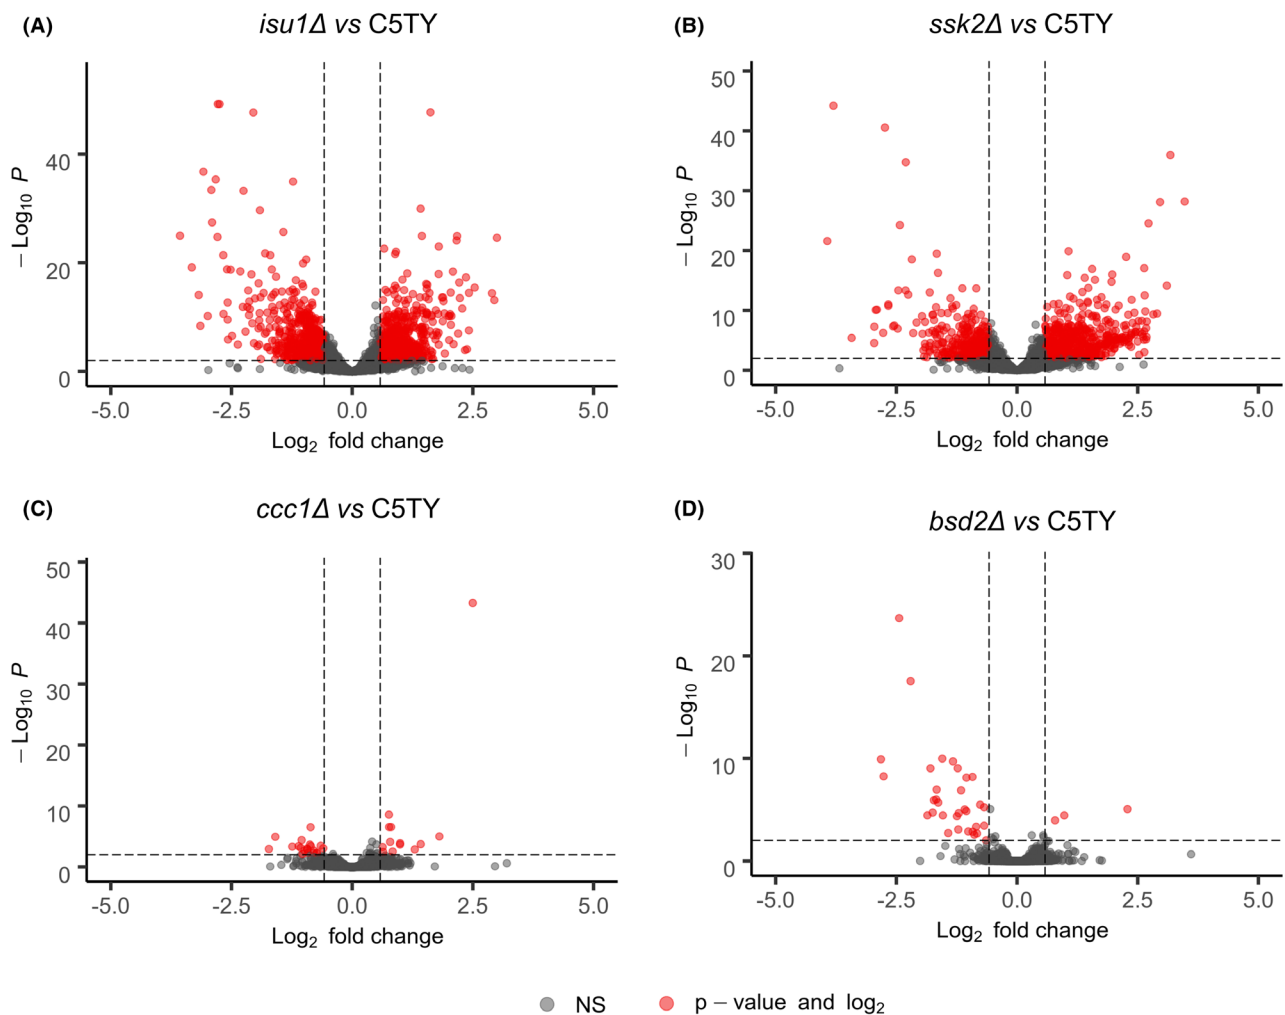 (A)
isu1Δ vs C5TY
40
20
0
– Log10 P
-5.0 -2.5 0.0 2.5 5.0
Log2 fold change
(B)
ssk2Δ vs C5TY
50
40
30
20
10
0
– Log10 P
-5.0 -2.5 0.0 2.5 5.0
Log2 fold change
(C)
ccc1Δ vs C5TY
50
40
30
20
10
0
– Log10 P
-5.0 -2.5 0.0 2.5 5.0
Log2 fold change
(D)
bsd2Δ vs C5TY
30
20
10
0
– Log10 P
-5.0 -2.5 0.0 2.5 5.0
Log2 fold change
NS p – value and log2